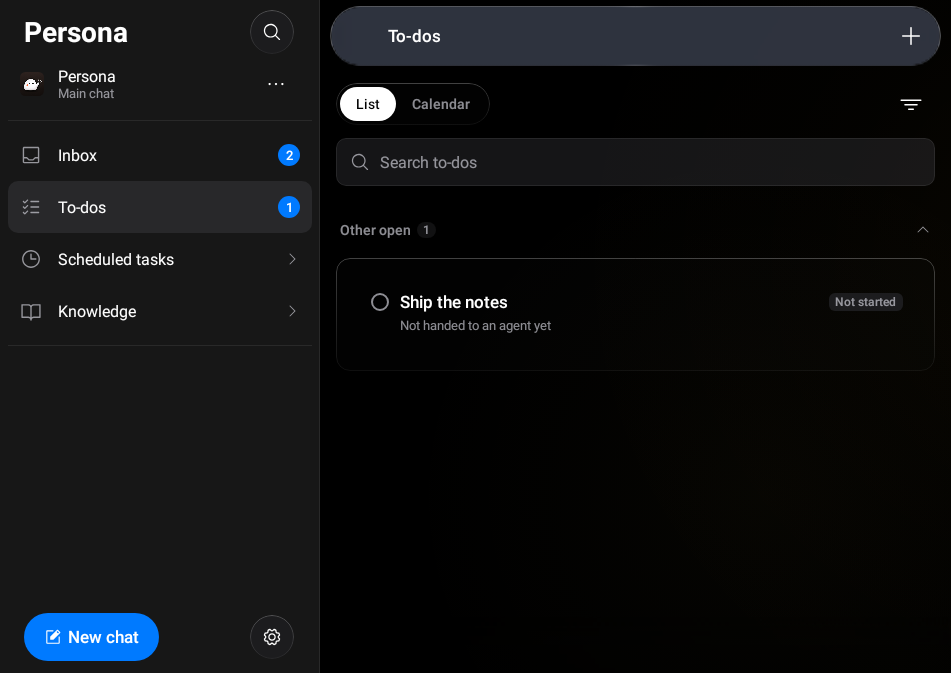 Persona
Persona
Main chat
Inbox
2
To-dos
1
Scheduled tasks
Knowledge
New chat
To-dos
List
Calendar
Search to-dos
Other open 1
Ship the notes
Not started
Not handed to an agent yet